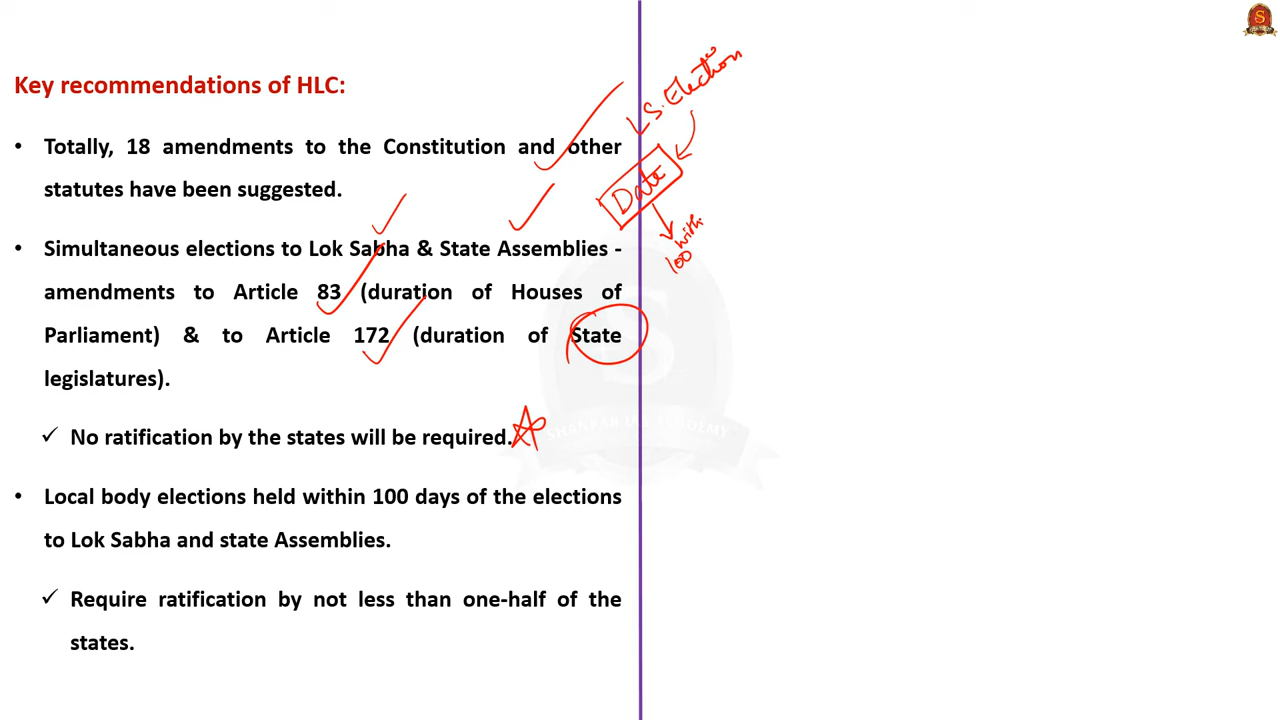 Key recommendations of HLC:
• Totally, 18 amendments to the Constitution and other
statutes have been suggested.
• Simultaneous elections to Lok Sabha & State Assemblies -
amendments to Article 83 (duration of Houses of
Parliament) & to Article 172 (duration of State
legislatures).
✓ No ratification by the states will be required.
• Local body elections held within 100 days of the elections
to Lok Sabha and state Assemblies.
✓ Require ratification by not less than one-half of the
states.
L.S. Election
Date
100 with
SHANKAR IAS ACADEMY
S